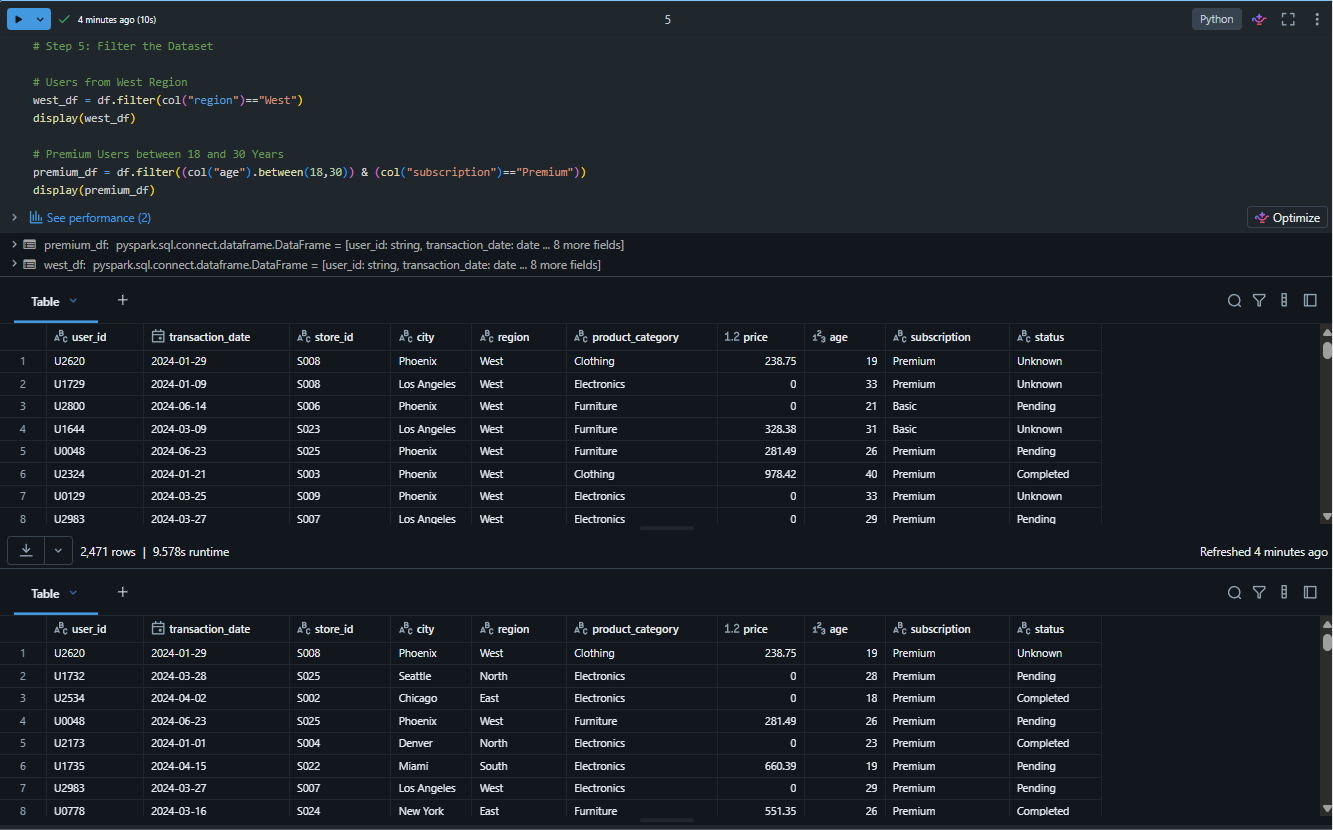 4 minutes ago (10s)
5
Python
# Step 5: Filter the Dataset
# Users from West Region
west_df = df.filter(col("region")=="West")
display(west_df)
# Premium Users between 18 and 30 Years
premium_df = df.filter((col("age").between(18,30)) & (col("subscription")=="Premium"))
display(premium_df)
See performance (2)
Optimize
premium_df: pyspark.sql.connect.dataframe.DataFrame = [user_id: string, transaction_date: date ... 8 more fields]
west_df: pyspark.sql.connect.dataframe.DataFrame = [user_id: string, transaction_date: date ... 8 more fields]
Table +
user_id transaction_date store_id city region product_category 1.2 price age subscription status
1 U2620 2024-01-29 S008 Phoenix West Clothing 238.75 19 Premium Unknown
2 U1729 2024-01-09 S008 Los Angeles West Electronics 0 33 Premium Unknown
3 U2800 2024-06-14 S006 Phoenix West Furniture 0 21 Basic Pending
4 U1644 2024-03-09 S023 Los Angeles West Furniture 328.38 31 Basic Unknown
5 U0048 2024-06-23 S025 Phoenix West Furniture 281.49 26 Premium Pending
6 U2324 2024-01-21 S003 Phoenix West Clothing 978.42 40 Premium Completed
7 U0129 2024-03-25 S009 Phoenix West Electronics 0 33 Premium Unknown
8 U2983 2024-03-27 S007 Los Angeles West Electronics 0 29 Premium Pending
2,471 rows | 9.578s runtime
Refreshed 4 minutes ago
Table +
user_id transaction_date store_id city region product_category 1.2 price age subscription status
1 U2620 2024-01-29 S008 Phoenix West Clothing 238.75 19 Premium Unknown
2 U1732 2024-03-28 S025 Seattle North Electronics 0 28 Premium Pending
3 U2534 2024-04-02 S002 Chicago East Electronics 0 18 Premium Completed
4 U0048 2024-06-23 S025 Phoenix West Furniture 281.49 26 Premium Pending
5 U2173 2024-01-01 S004 Denver North Electronics 0 23 Premium Completed
6 U1735 2024-04-15 S022 Miami South Electronics 660.39 19 Premium Pending
7 U2983 2024-03-27 S007 Los Angeles West Electronics 0 29 Premium Pending
8 U0778 2024-03-16 S024 New York East Furniture 551.35 26 Premium Completed